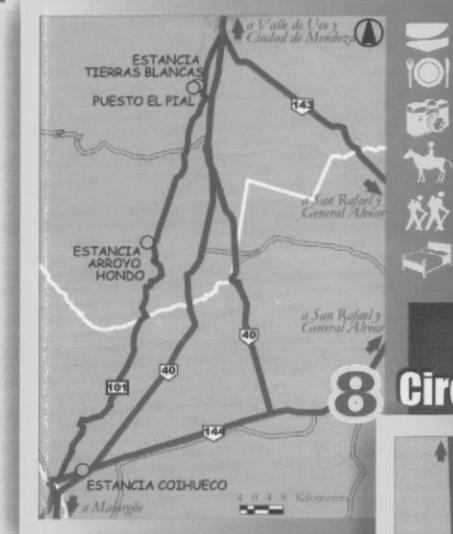 a Valle de Uco y
Ciudad de Mendoza
ESTANCIA
TIERRAS BLANCAS
PUESTO EL PIAL
143
a San Rafael y
General Alvear
ESTANCIA
ARROYO
HONDO
a San Rafael y
General Alvear
40
40
101
144
8 Circ
ESTANCIA COIHUECO
4 0 4 8 Kilometers
a Malargüe